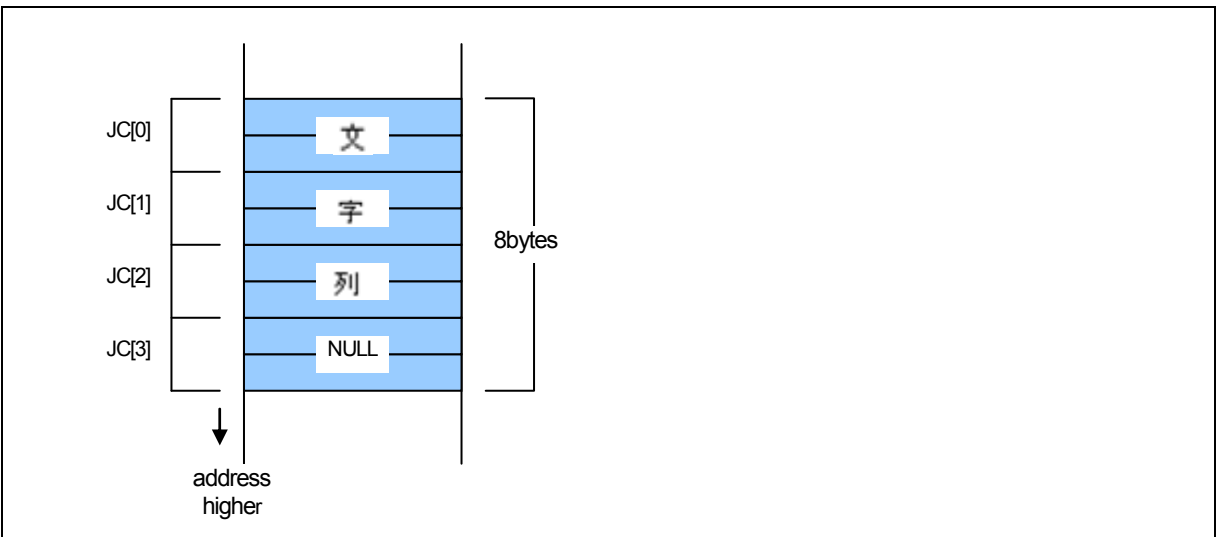 JC[0]
文
JC[1]
字
8bytes
JC[2]
列
JC[3]
NULL
address
higher